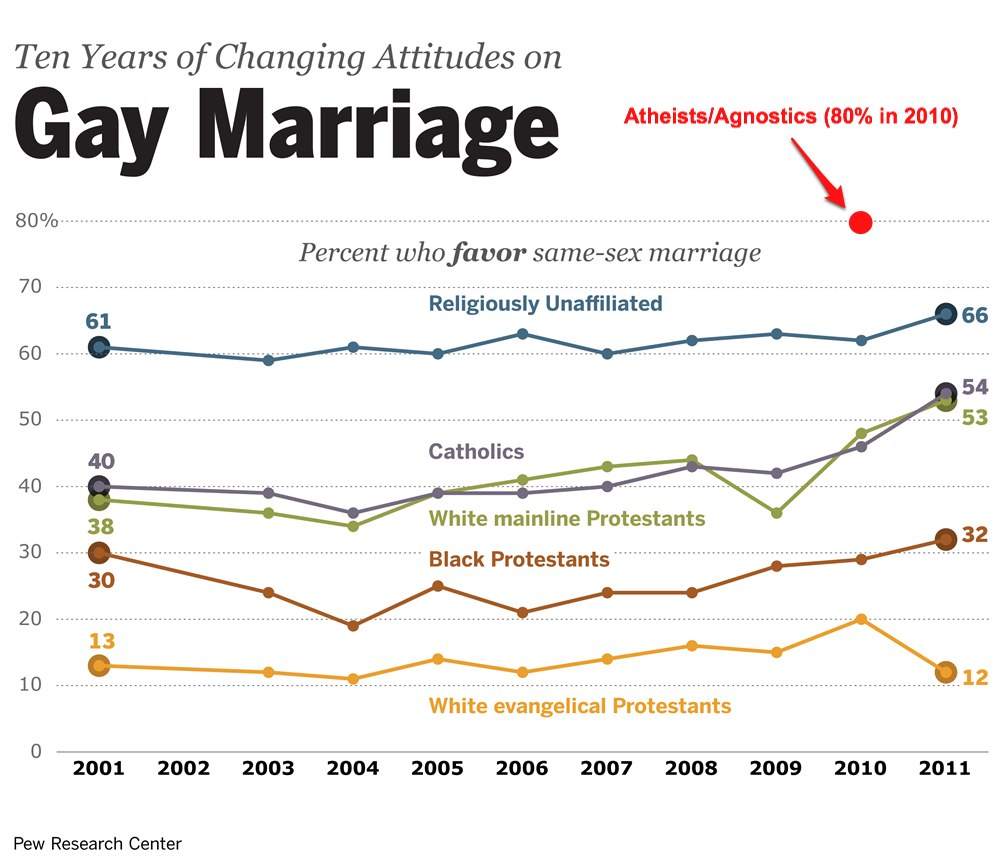 Ten Years of Changing Attitudes on
Gay Marriage
Atheists/Agnostics (80% in 2010)
80%
Percent who favor same-sex marriage
70
Religiously Unaffiliated
61
66
60
54
50
53
Catholics
40
40
White mainline Protestants
38
Black Protestants
32
30
30
20
13
12
10
White evangelical Protestants
0
2001 2002 2003 2004 2005 2006 2007 2008 2009 2010 2011
Pew Research Center